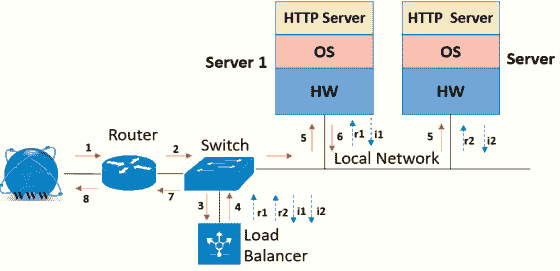 HTTP Server
HTTP Server
OS
OS
Server 1
Server
HW
HW
Router
1
2
Switch
5
6
r1
i1
5
r2
i2
Local Network
WWW
8
7
3
4
r1
r2
i1
i2
Load
Balancer